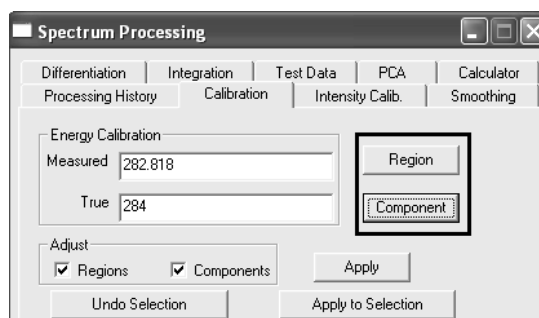 Spectrum Processing
Differentiation Integration Test Data PCA Calculator
Processing History Calibration Intensity Calib. Smoothing
Energy Calibration
Measured 282.818 Region
True 284 Component
Adjust
Regions Components Apply
Undo Selection Apply to Selection